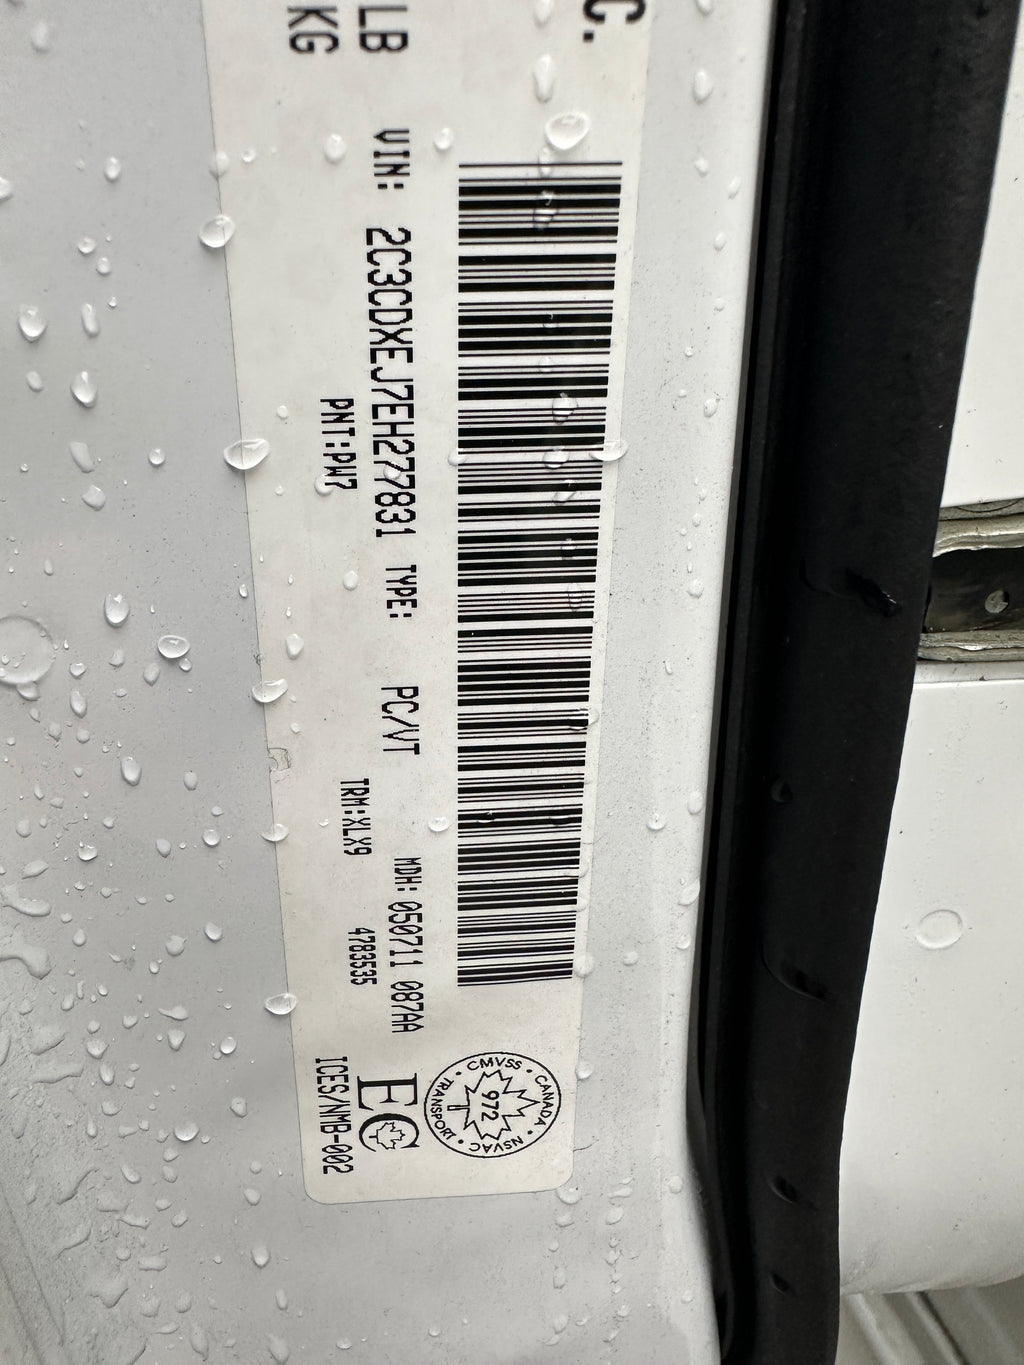 C.
LB
KG
VIN: 2C3CDXEJ7EH277831 TYPE: PC/VT MDH: 050711 087AA
PNT:PW7 TRM:XLX9 4783535
CMVSS • CANADA • NSVAC • TRANSPORT
972
EC
ICES/NMB-002